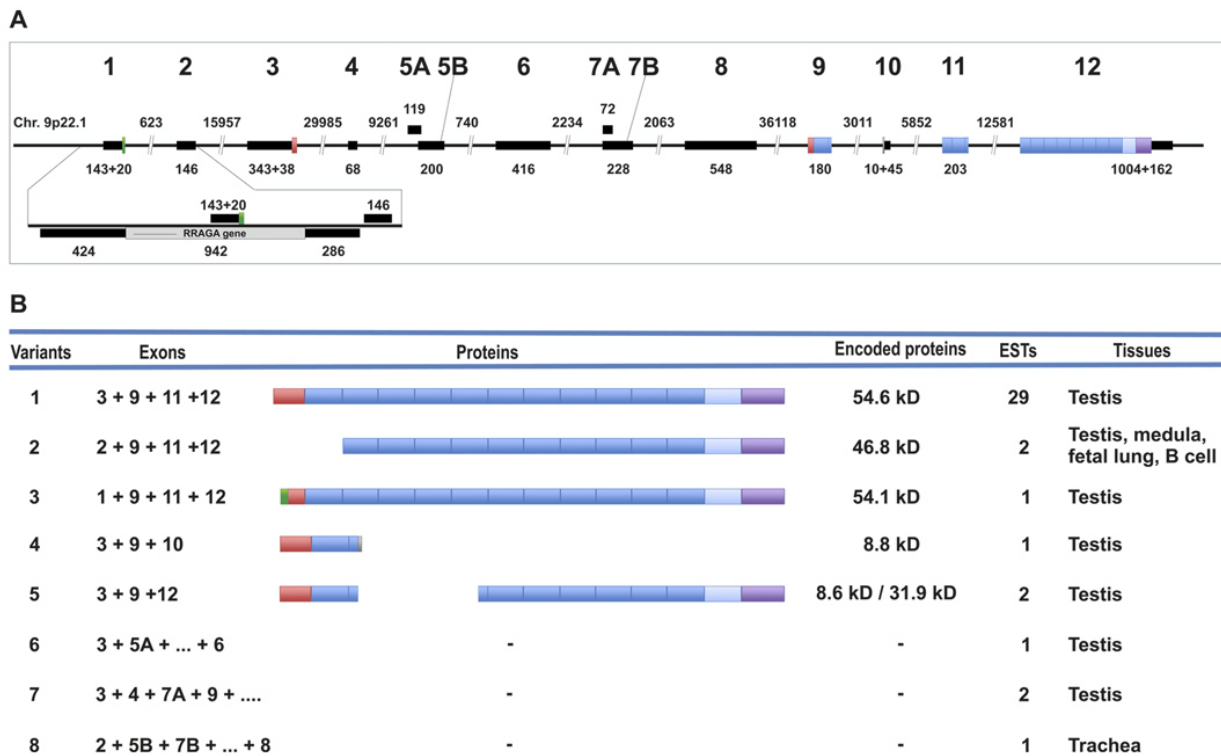 A
1 2 3 4 5A 5B 6 7A 7B 8 9 10 11 12
119 72
Chr. 9p22.1 623 15957 29985 9261 740 2234 2063 36118 3011 5852 12581
143+20 146 343+38 68 200 416 228 548 180 10+45 203 1004+162
143+20 146
RRAGA gene
424 942 286
B
Variants Exons Proteins Encoded proteins ESTs Tissues
1 3 + 9 + 11 +12 54.6 kD 29 Testis
2 2 + 9 + 11 +12 46.8 kD 2 Testis, medula,
fetal lung, B cell
3 1 + 9 + 11 + 12 54.1 kD 1 Testis
4 3 + 9 + 10 8.8 kD 1 Testis
5 3 + 9 +12 8.6 kD / 31.9 kD 2 Testis
6 3 + 5A + ... + 6 - - 1 Testis
7 3 + 4 + 7A + 9 + .... - - 2 Testis
8 2 + 5B + 7B + ... + 8 - - 1 Trachea